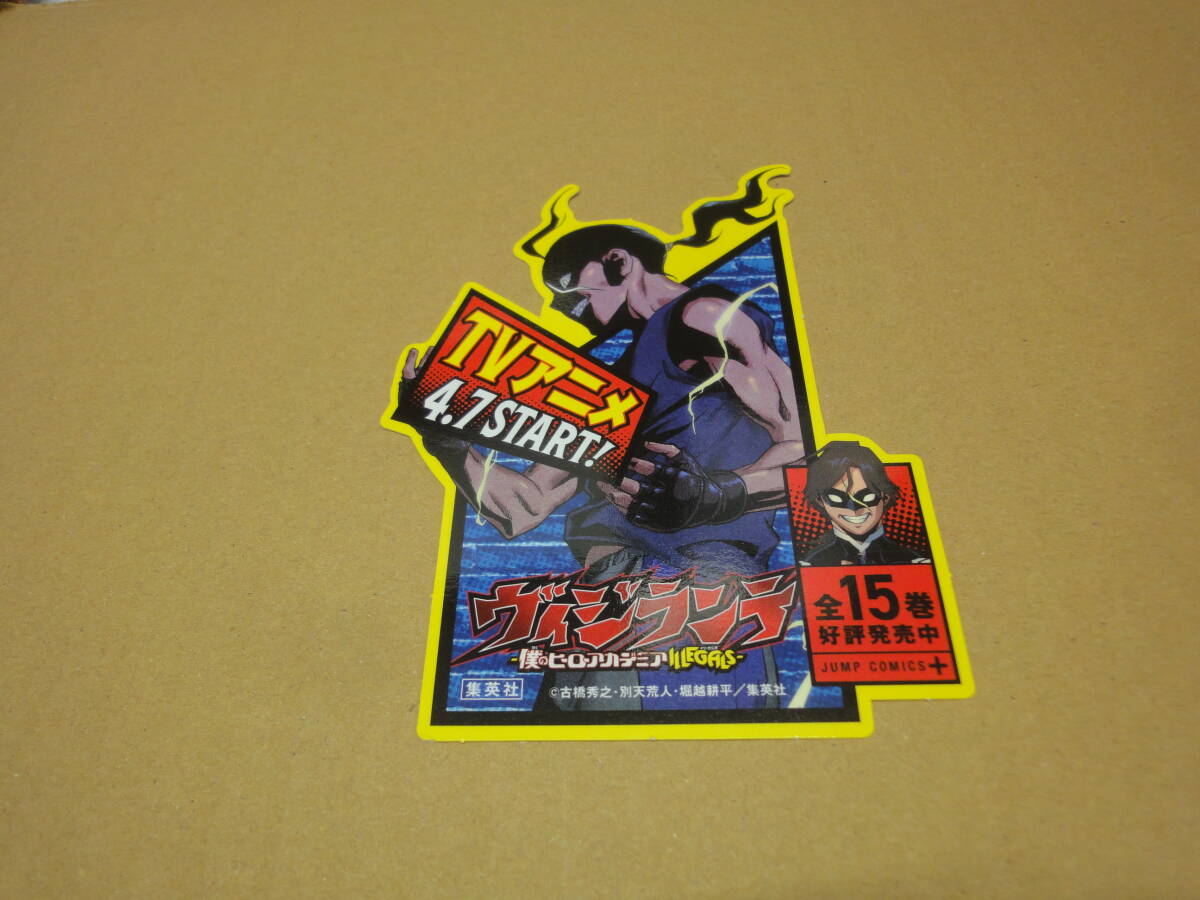 TVアニメ
4.7 START!
ヴィジランテ
-僕のヒーローアカデミア ILLEGALS-
集英社
©古橋秀之・別天荒人・堀越耕平/集英社
全15巻
好評発売中
JUMP COMICS+